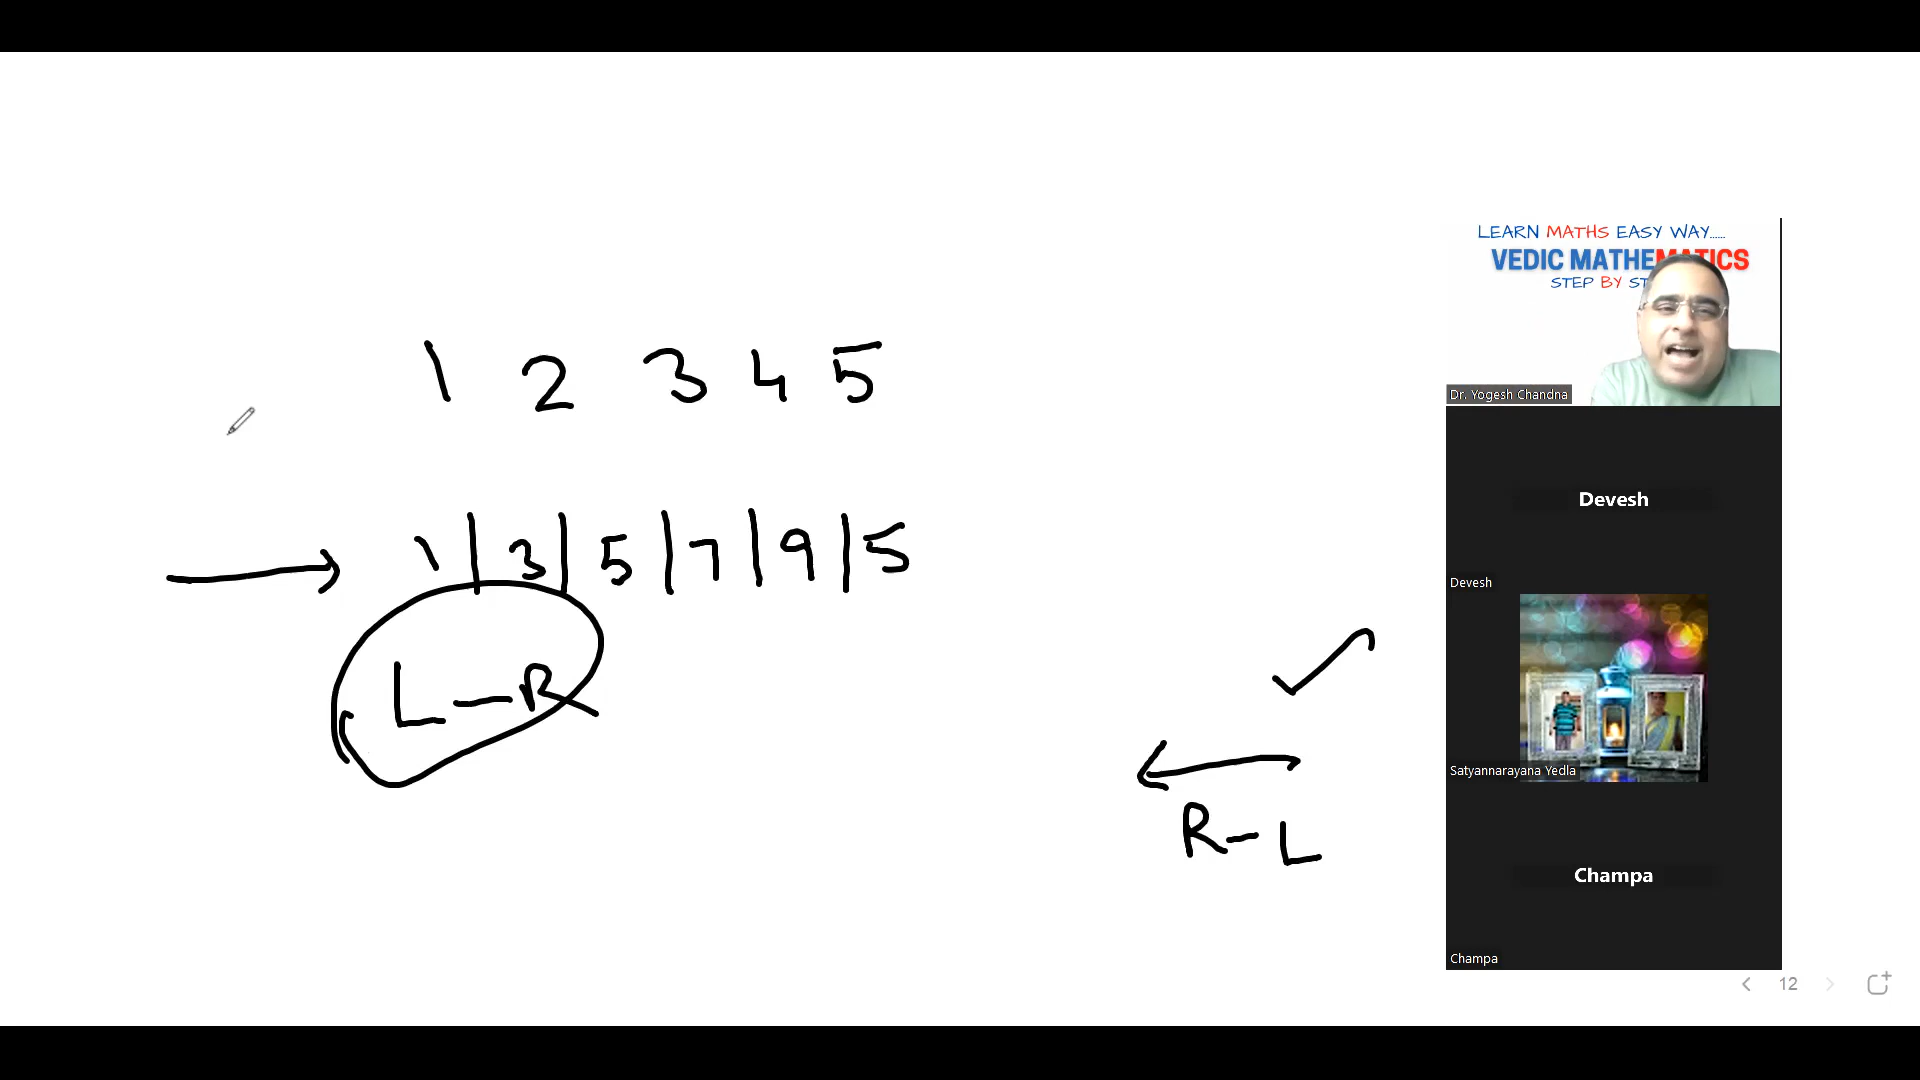 LEARN MATHS EASY WAY......
VEDIC MATHEMATICS
STEP BY ST
Dr. Yogesh Chandna
1 2 3 4 5
1 | 3 | 5 | 7 | 9 | 5
L-R
R-L
Devesh
Devesh
Satyannarayana Yedla
Champa
Champa
12